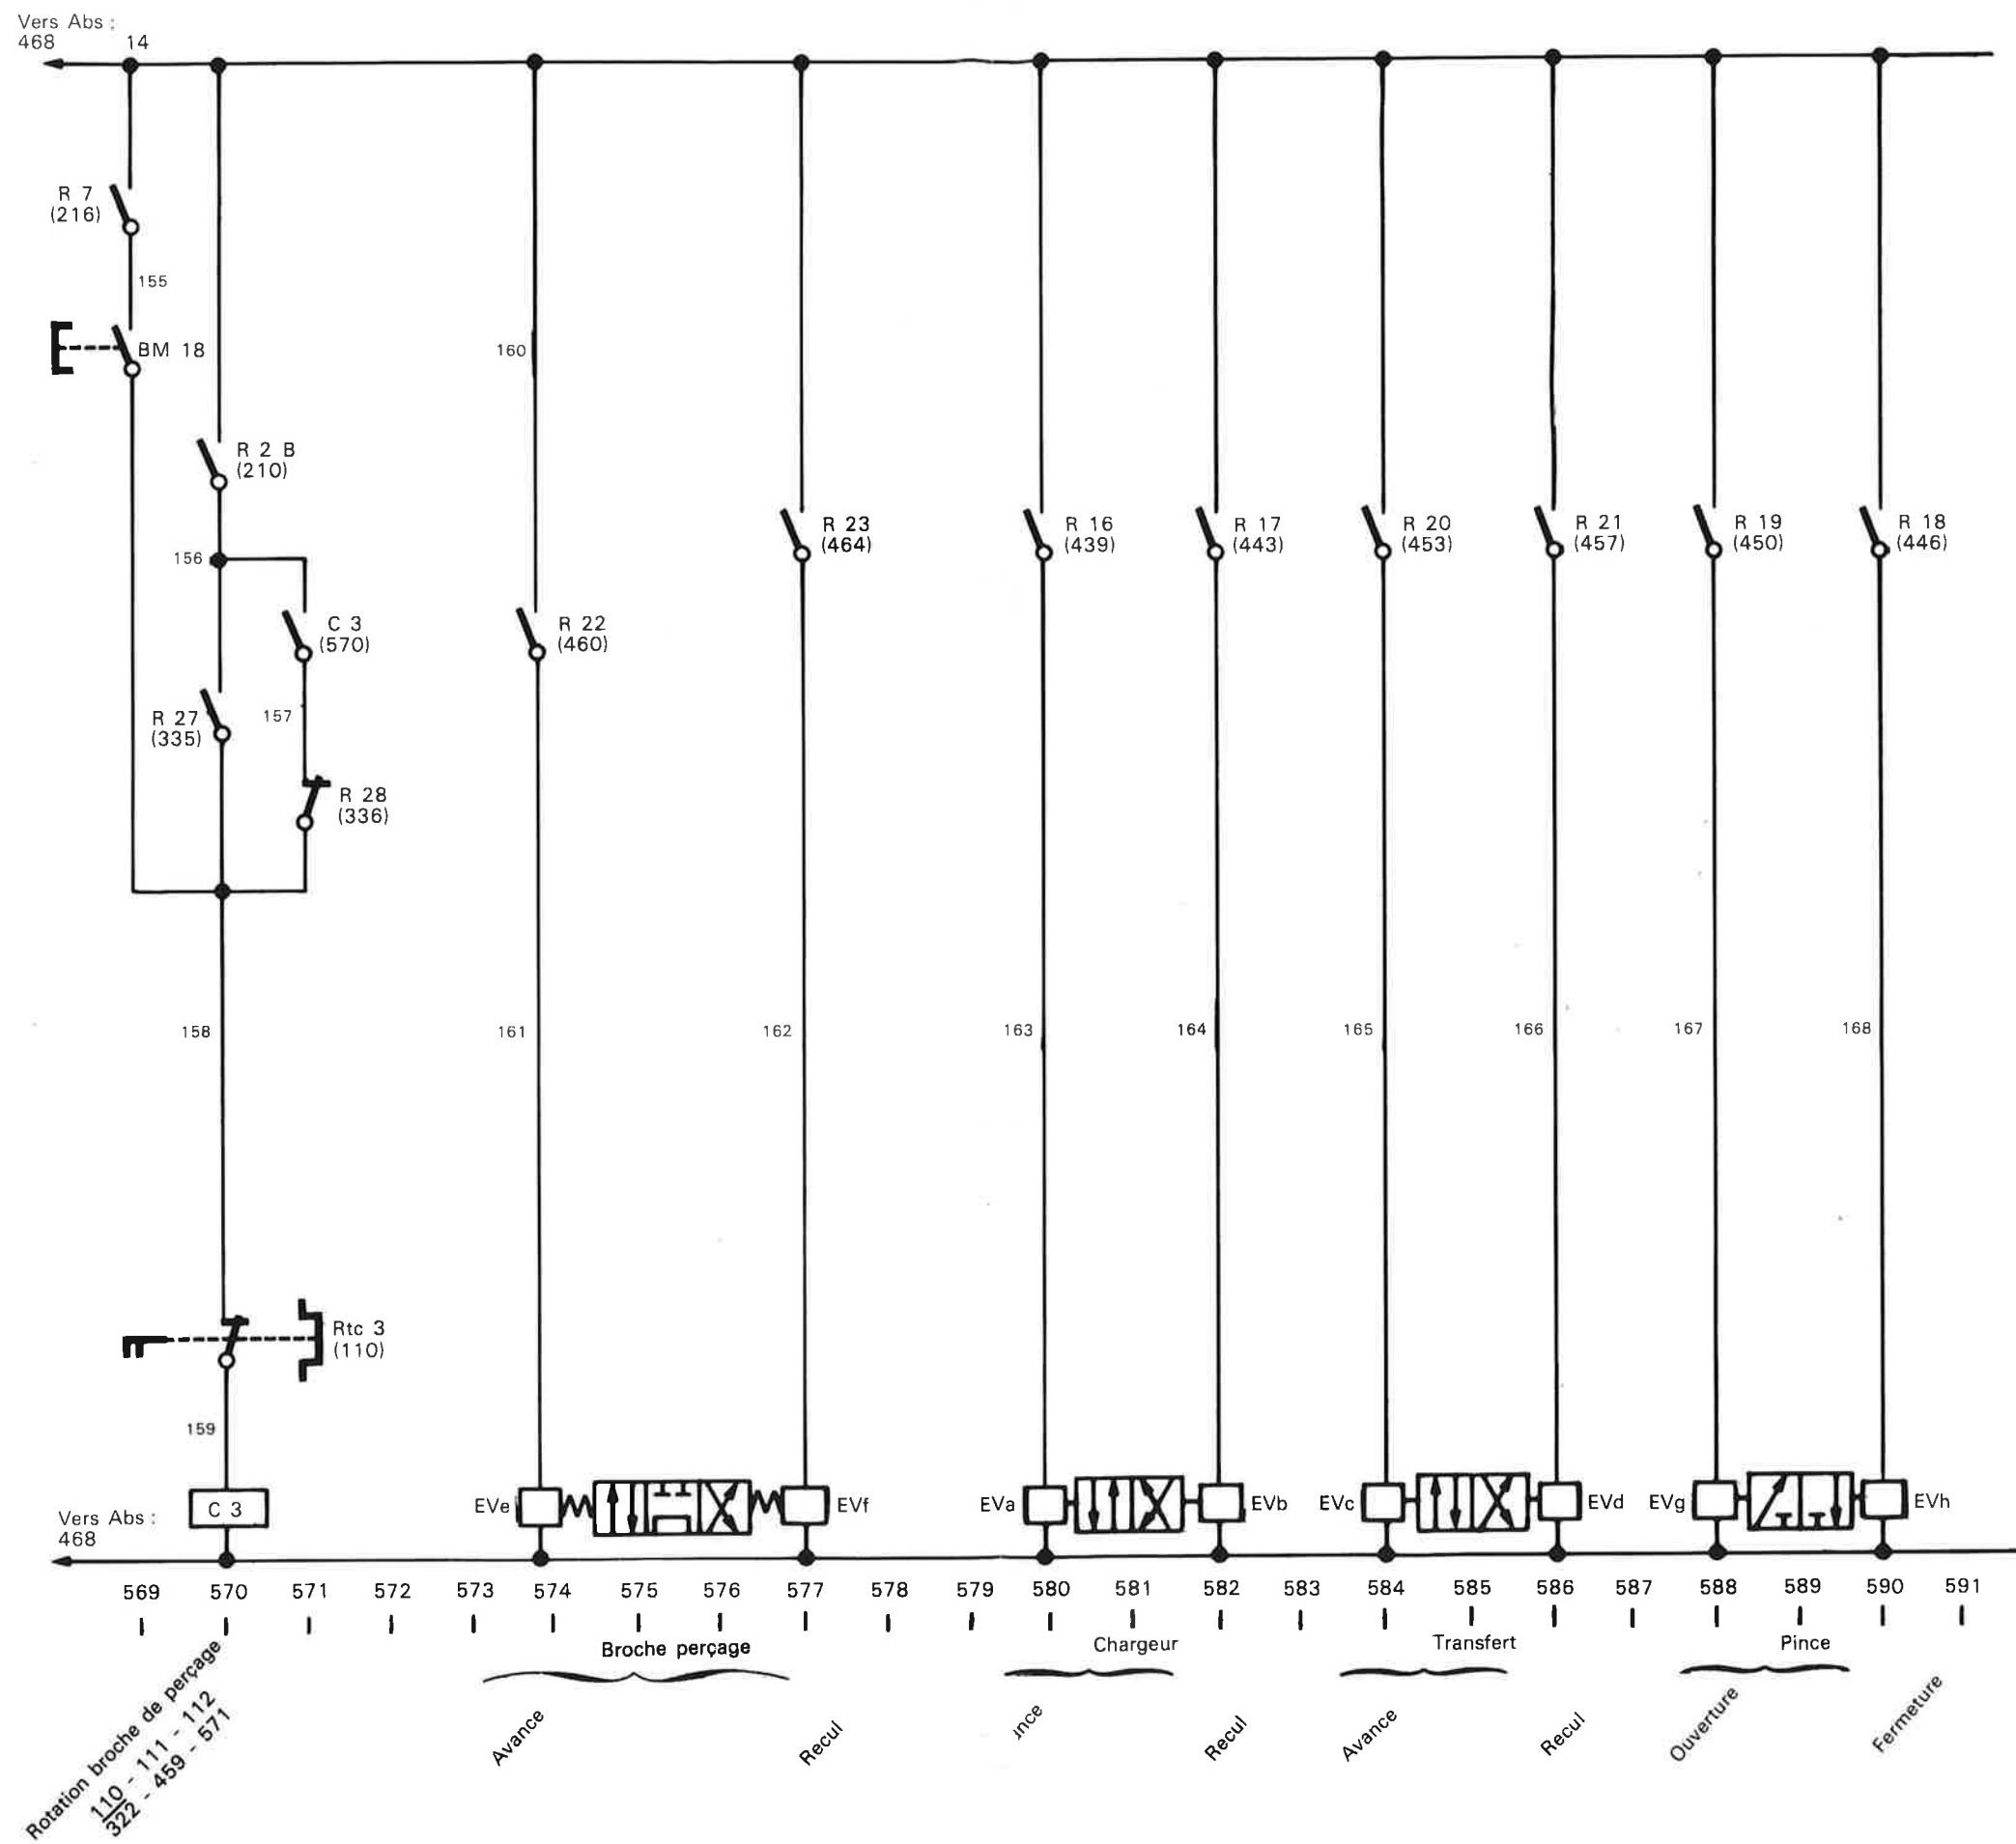 Vers Abs :
468
14
R 7
(216)
155
BM 18
160
R 2 B
(210)
R 23
(464)
R 16
(439)
R 17
(443)
R 20
(453)
R 21
(457)
R 19
(450)
R 18
(446)
156
C 3
(570)
R 22
(460)
R 27
(335)
157
R 28
(336)
158
161
162
163
164
165
166
167
168
Rtc 3
(110)
159
C 3
EVe
EVf
EVa
EVb
EVc
EVd
EVg
EVh
Vers Abs :
468
569 570 571 572 573 574 575 576 577 578 579 580 581 582 583 584 585 586 587 588 589 590 591
Broche perçage
Chargeur
Transfert
Pince
Rotation broche de perçage
110 - 111 - 112
322 - 459 - 571
Avance
Recul
Recul
Avance
Recul
Ouverture
Fermeture